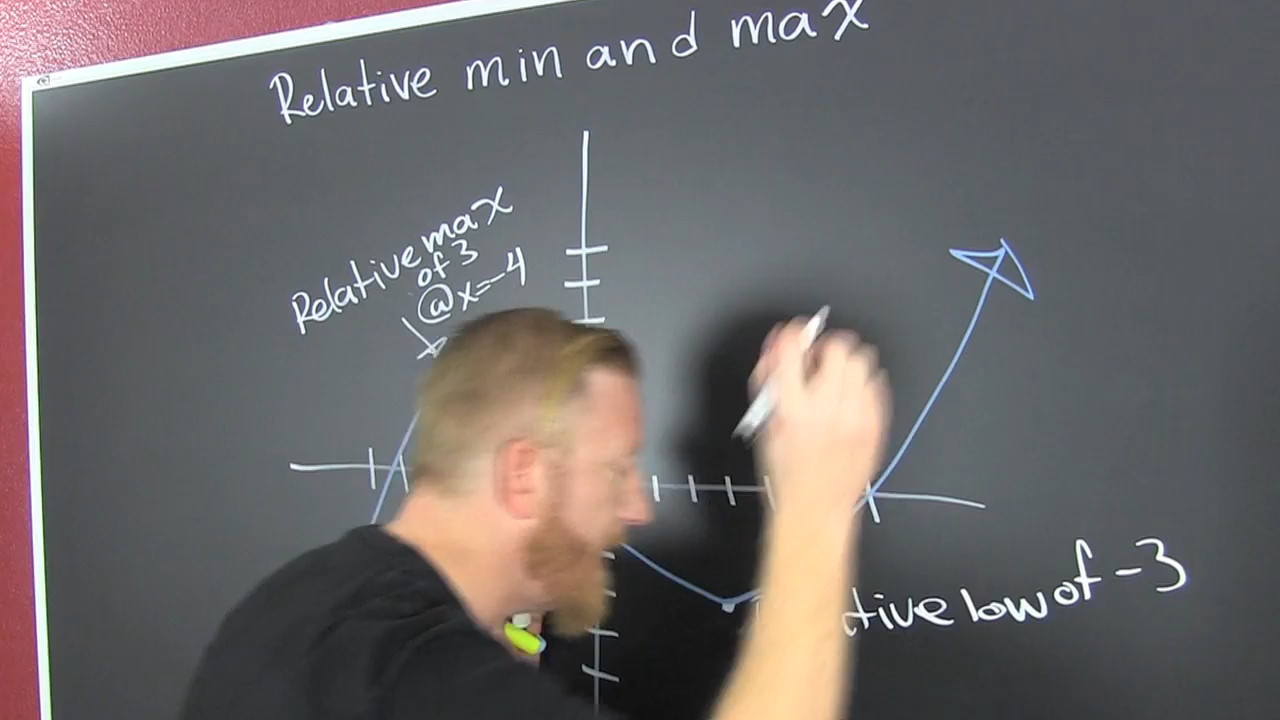 Relative min and max
Relative max
of 3
@x=-4
tive low of -3